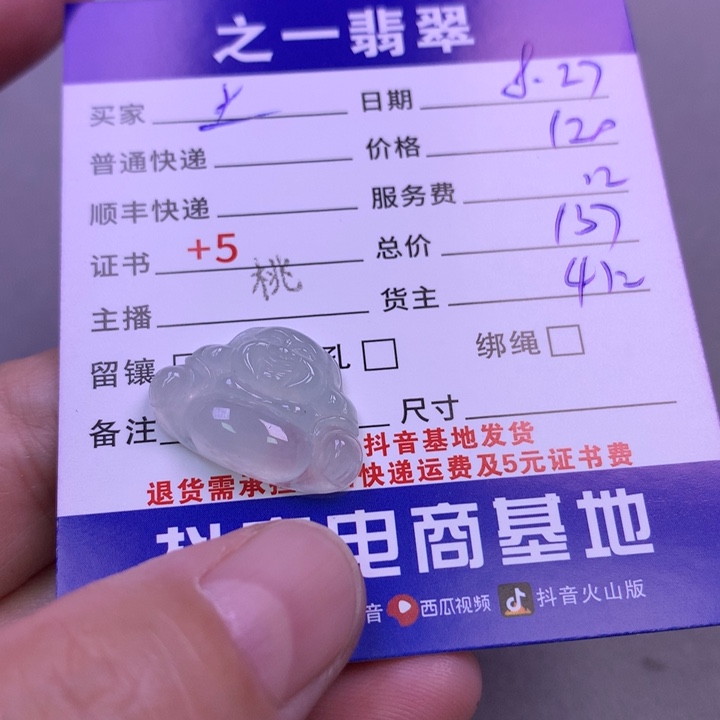 之一翡翠
买家 日期 8.27
普通快递 价格 120
顺丰快递 服务费 12
证书 +5 总价 137
主播 桃 货主 412
留镶 孔 绑绳
备注 尺寸
抖音基地发货
退货需承担 快递运费及5元证书费
电商基地
音 西瓜视频 抖音火山版